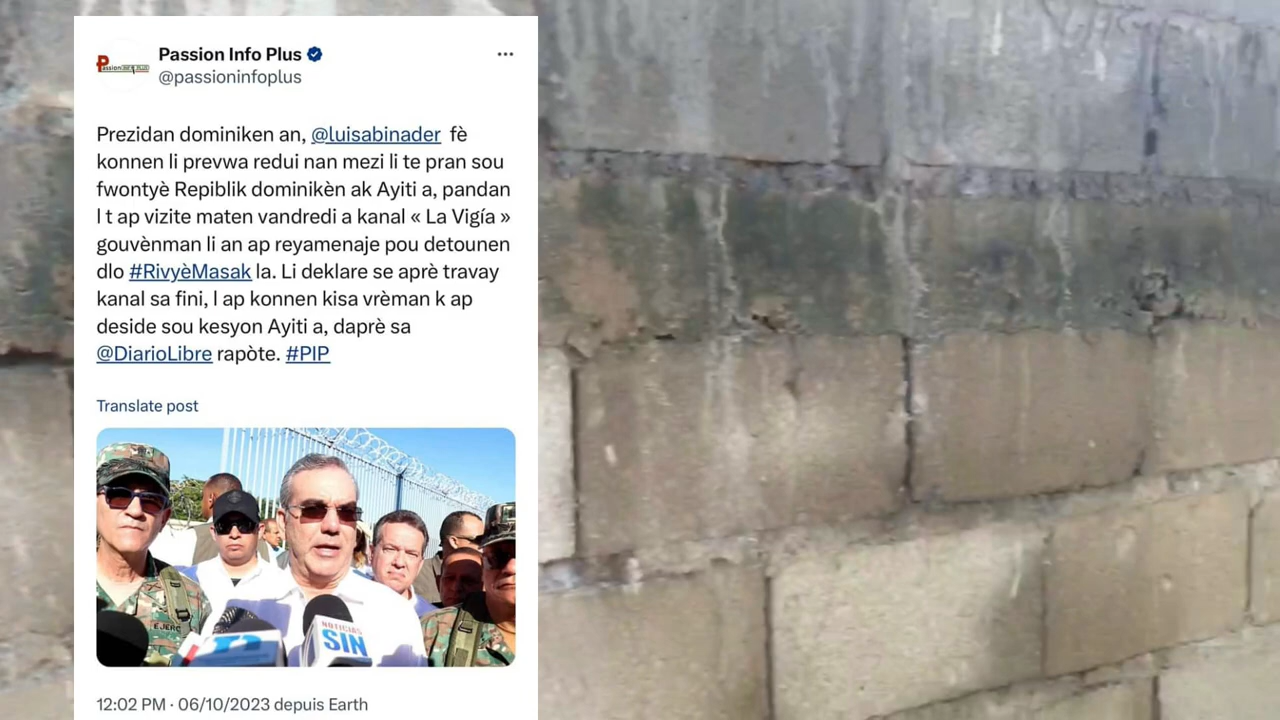 Passion Info Plus
@passioninfoplus
Prezidan dominiken an, @luisabinader fè
konnen li prevwa redui nan mezi li te pran sou
fwontyè Repiblik dominikèn ak Ayiti a, pandan
l t ap vizite maten vandredi a kanal « La Vigía »
gouvènman li an ap reyamenaje pou detounen
dlo #RivyèMasak la. Li deklare se aprè travay
kanal sa fini, l ap konnen kisa vrèman k ap
deside sou kesyon Ayiti a, daprè sa
@DiarioLibre rapòte. #PIP
Translate post
EJERC
NOTICIAS
SIN
12:02 PM · 06/10/2023 depuis Earth